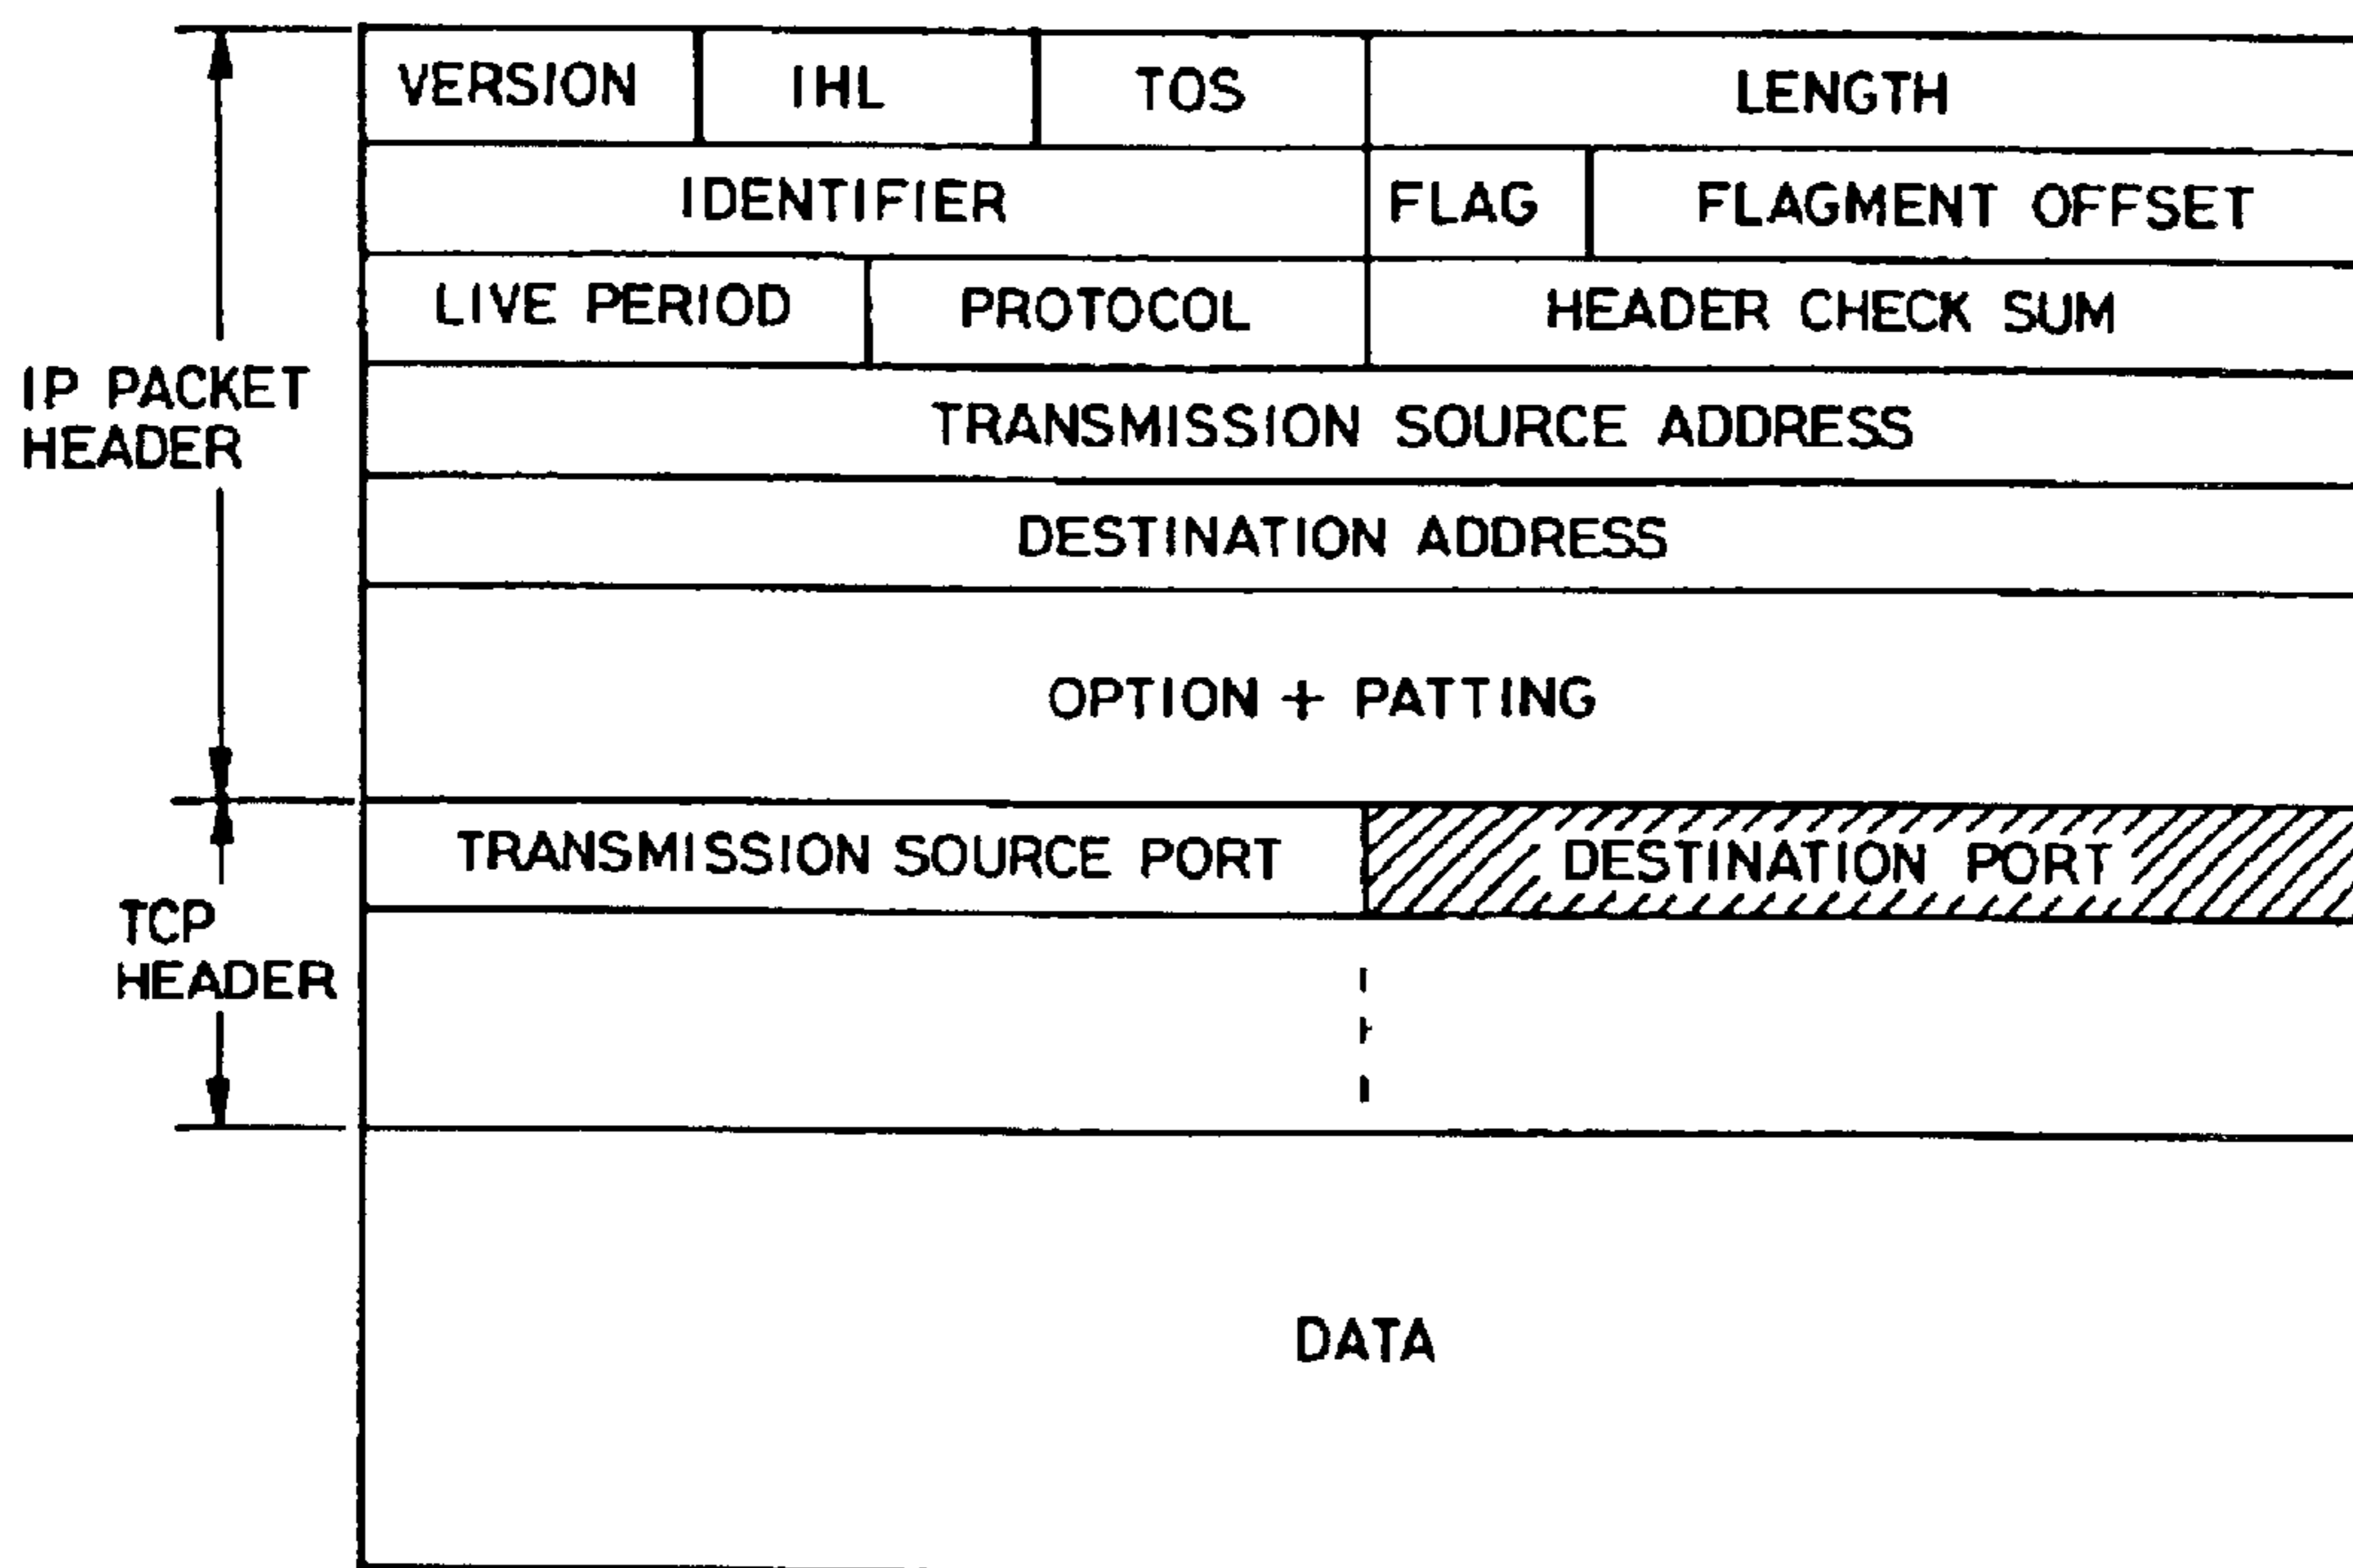 VERSION IHL TOS LENGTH
IDENTIFIER FLAG FLAGMENT OFFSET
LIVE PERIOD PROTOCOL HEADER CHECK SUM
IP PACKET
HEADER
TRANSMISSION SOURCE ADDRESS
DESTINATION ADDRESS
OPTION + PATTING
TRANSMISSION SOURCE PORT DESTINATION PORT
TCP
HEADER
DATA